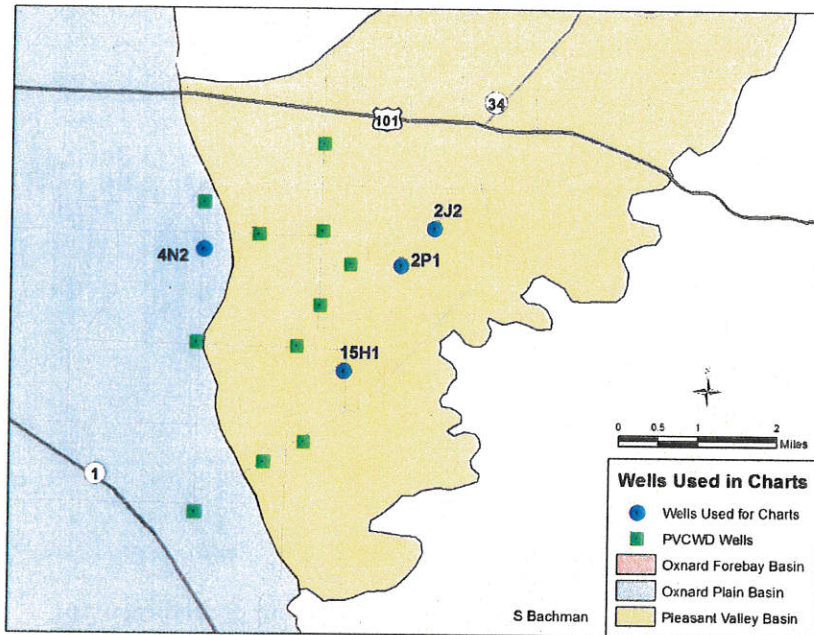 34
101
2J2
4N2
2P1
15H1
1
0 0.5 1 2
Miles
Wells Used in Charts
Wells Used for Charts
PVCWD Wells
Oxnard Forebay Basin
Oxnard Plain Basin
Pleasant Valley Basin
S Bachman